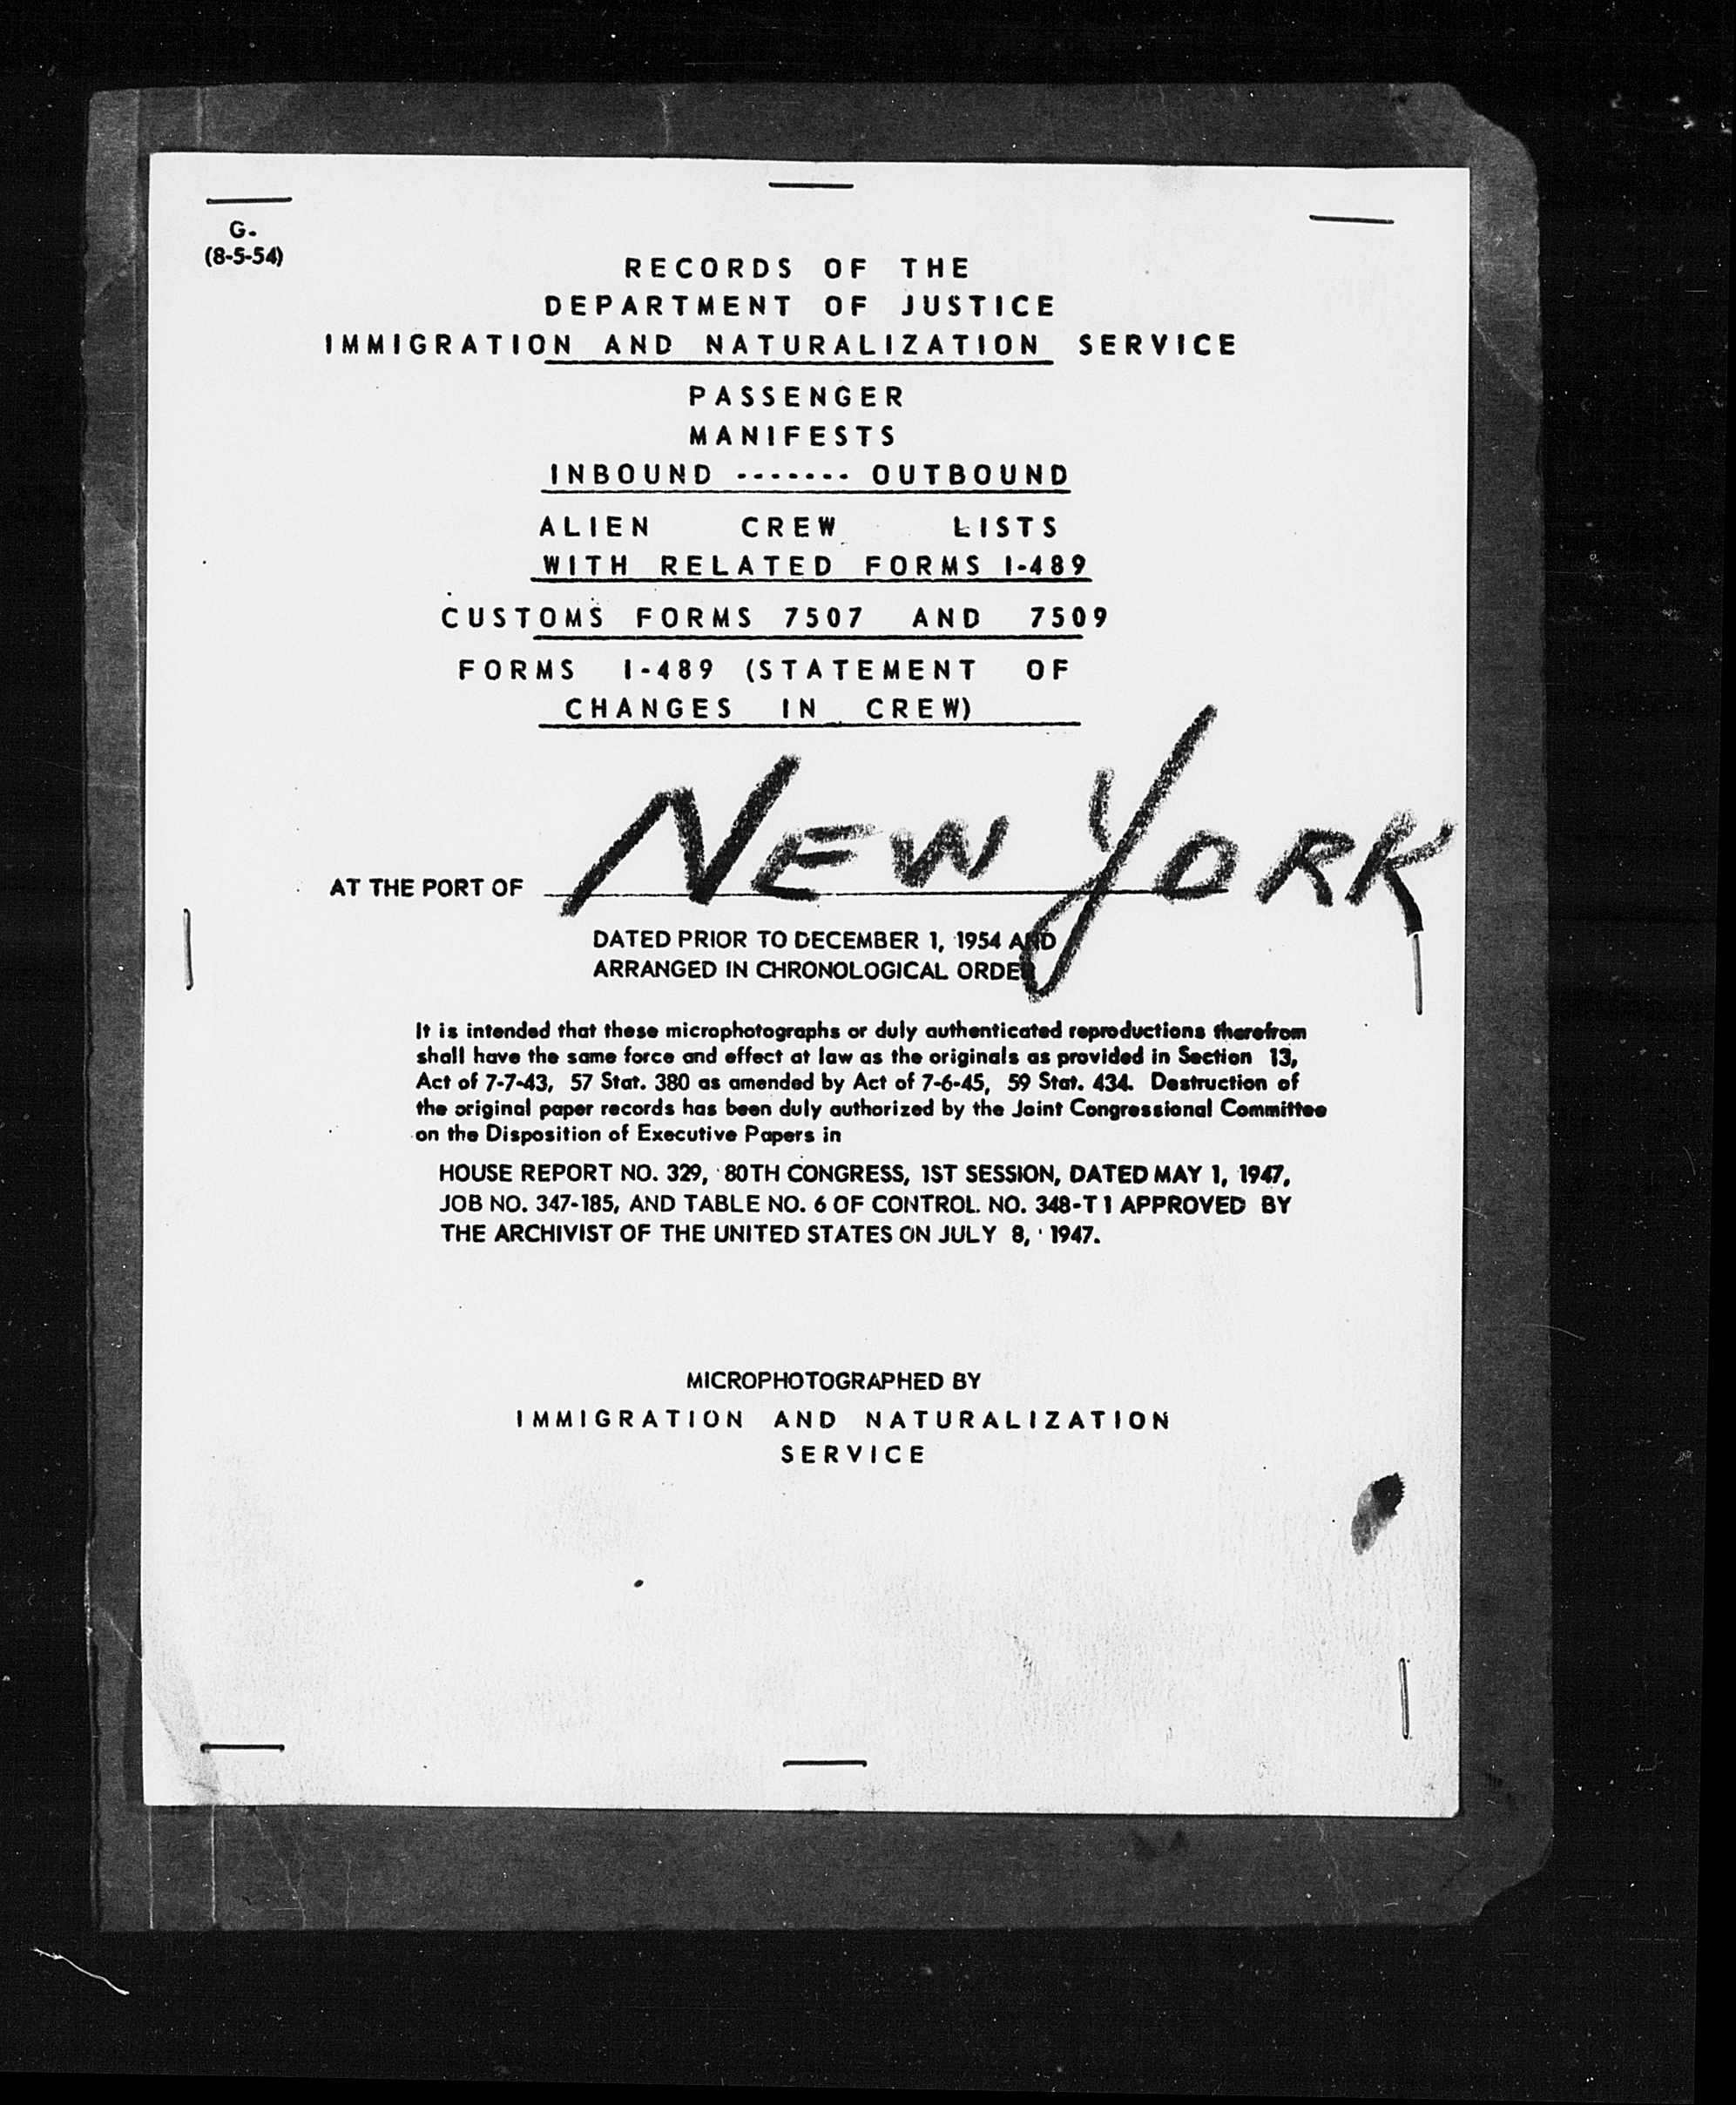 G-
(8-5-54)
RECORDS OF THE
DEPARTMENT OF JUSTICE
IMMIGRATION AND NATURALIZATION SERVICE
PASSENGER
MANIFESTS
INBOUND ------- OUTBOUND
ALIEN CREW LISTS
WITH RELATED FORMS I-489
CUSTOMS FORMS 7507 AND 7509
FORMS I-489 (STATEMENT OF
CHANGES IN CREW)
AT THE PORT OF NEW YORK
DATED PRIOR TO DECEMBER 1, 1954 AND
ARRANGED IN CHRONOLOGICAL ORDER
It is intended that these microphotographs or duly authenticated reproductions therefrom
shall have the same force and effect at law as the originals as provided in Section 13,
Act of 7-7-43, 57 Stat. 380 as amended by Act of 7-6-45, 59 Stat. 434. Destruction of
the original paper records has been duly authorized by the Joint Congressional Committee
on the Disposition of Executive Papers in
HOUSE REPORT NO. 329, 80TH CONGRESS, 1ST SESSION, DATED MAY 1, 1947,
JOB NO. 347-185, AND TABLE NO. 6 OF CONTROL NO. 348-T1 APPROVED BY
THE ARCHIVIST OF THE UNITED STATES ON JULY 8, 1947.
MICROPHOTOGRAPHED BY
IMMIGRATION AND NATURALIZATION
SERVICE